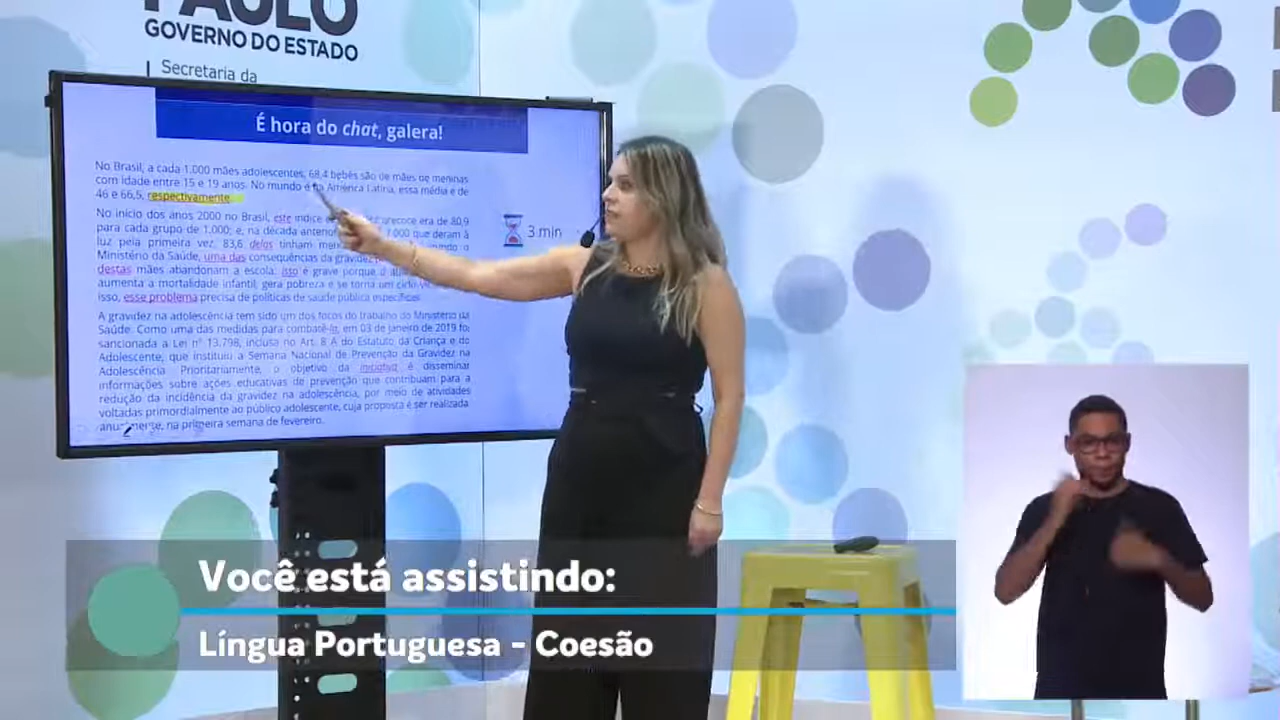 PAULO
GOVERNO DO ESTADO
Secretaria da
É hora do chat, galera!
No Brasil, a cada 1.000 mães adolescentes, 68,4 bebês são de mães de meninas
com idade entre 15 e 19 anos. No mundo e na América Latina, essa média é de
46 e 66,5, respectivamente.
No início dos anos 2000 no Brasil, este índice precoce era de 80,9
para cada grupo de 1.000; e, na década anterior que deram à
luz pela primeira vez, 83,6 delas tinham
Ministério da Saúde, uma das consequências da gravidez
destas mães abandonam a escola. Isso é grave porque
aumenta a mortalidade infantil, gera pobreza e se torna um
isso, esse problema precisa de políticas de saúde pública específicas.
A gravidez na adolescência tem sido um dos focos do trabalho do Ministério da
Saúde. Como uma das medidas para combatê-la, em 03 de janeiro de 2019 foi
sancionada a Lei nº 13.798, inclusa no Art. 8 A do Estatuto da Criança e do
Adolescente, que instituiu a Semana Nacional de Prevenção da Gravidez na
Adolescência. Prioritariamente, o objetivo da iniciativa é disseminar
informações sobre ações educativas de prevenção que contribuam para a
redução da incidência da gravidez na adolescência, por meio de atividades
voltadas primordialmente ao público adolescente, cuja proposta é ser realizada
anualmente, na primeira semana de fevereiro.
3 min
Você está assistindo:
Língua Portuguesa - Coesão